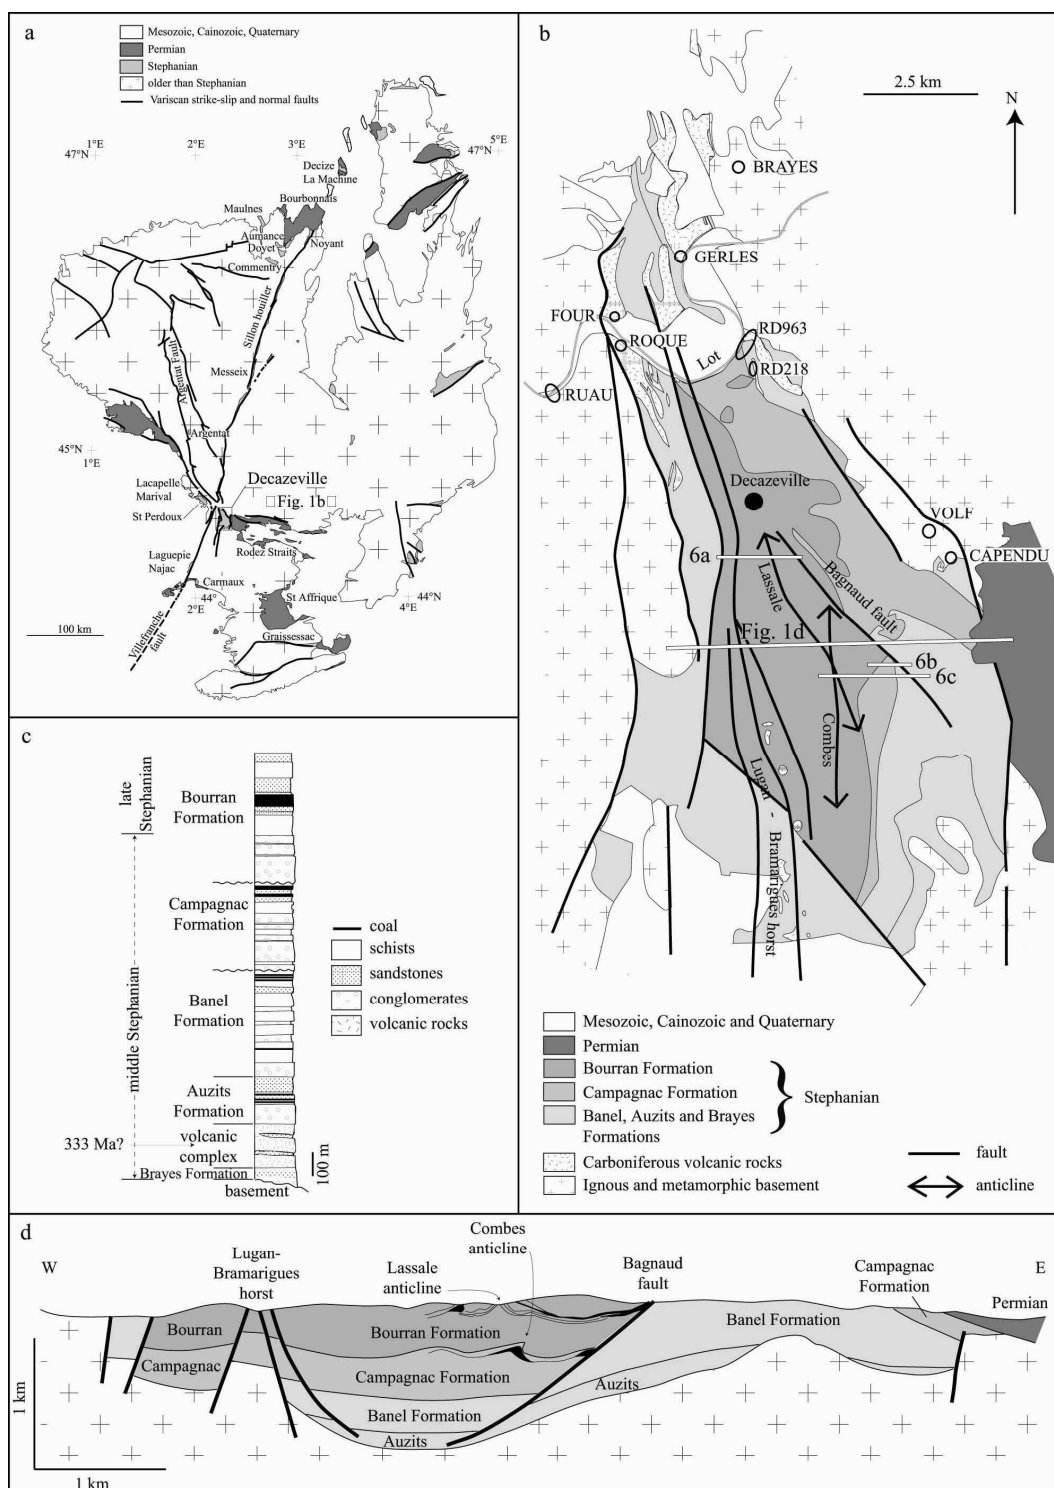 a
Mesozoic, Cainozoic, Quaternary
Permian
Stephanian
older than Stephanian
Variscan strike-slip and normal faults
1°E
47°N
2°E
3°E
5°E
47°N
Decize
La Machine
Bourbonnais
Maulnes
Aumance
Doyet
Noyant
Commentry
Sillon houiller
Messeix
Argentat Fault
Argentat
45°N
1°E
Lacapelle
Marival
St Perdoux
Decazeville
Fig. 1b
Rodez Straits
Laguepie
Najac
Carmaux
44°
2°E
St Affrique
44°N
4°E
Graissessac
Villefranche
fault
100 km
b
2.5 km
N
BRAYES
GERLES
FOUR
ROQUE
RD963
Lot
RD218
RUAU
Decazeville
VOLF
CAPENDU
6a
Lassale
Bagnaud fault
Fig. 1d
6b
6c
Combes
Lugan - Bramarigues horst
Mesozoic, Cainozoic and Quaternary
Permian
Bourran Formation
Campagnac Formation
Banel, Auzits and Brayes
Formations
Stephanian
Carboniferous volcanic rocks
Ignous and metamorphic basement
fault
anticline
c
late
Stephanian
Bourran
Formation
middle Stephanian
Campagnac
Formation
Banel
Formation
Auzits
Formation
333 Ma?
volcanic
complex
Brayes Formation
basement
100 m
coal
schists
sandstones
conglomerates
volcanic rocks
d
W
Lugan-
Bramarigues
horst
Lassale
anticline
Combes
anticline
Bagnaud
fault
Campagnac
Formation
E
Permian
Bourran
Bourran Formation
Banel Formation
Campagnac
Campagnac Formation
Auzits
Banel Formation
Auzits
1 km
1 km